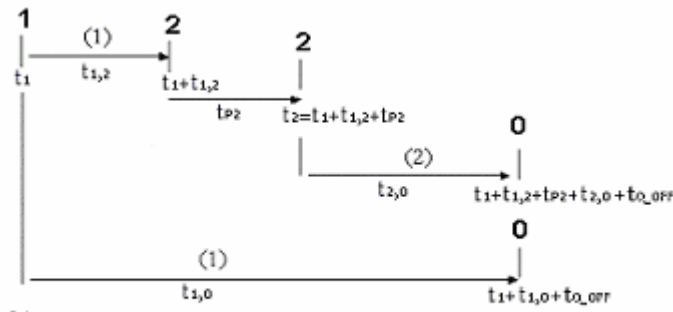 1
2
2
(1)
t1
t1,2
t1+t1,2
tP2
t2=t1+t1,2+tP2
0
(2)
t2,0
t1+t1,2+tP2+t2,0+t0_OFF
0
(1)
t1,0
t1+t1,0+t0_OFF